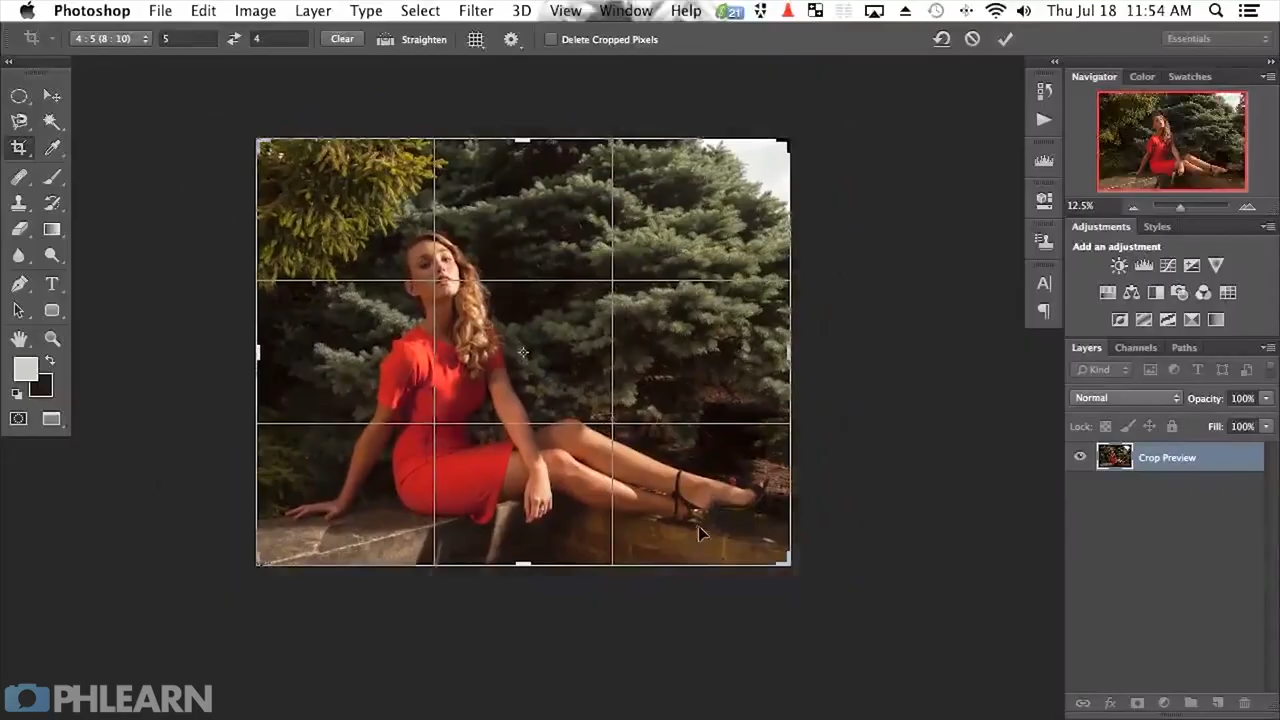 Photoshop File Edit Image Layer Type Select Filter 3D View Window Help 21 Thu Jul 18 11:54 AM
4 : 5 (8 : 10) 5 4 Clear Straighten Delete Cropped Pixels Essentials
Navigator Color Swatches
12.5%
Adjustments Styles
Add an adjustment
Layers Channels Paths
Kind
Normal Opacity: 100%
Lock: Fill: 100%
Crop Preview
PHLEARN